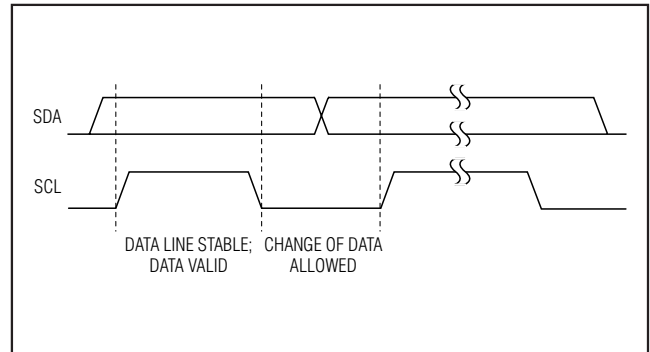 SDA
SCL
DATA LINE STABLE;
DATA VALID
CHANGE OF DATA
ALLOWED